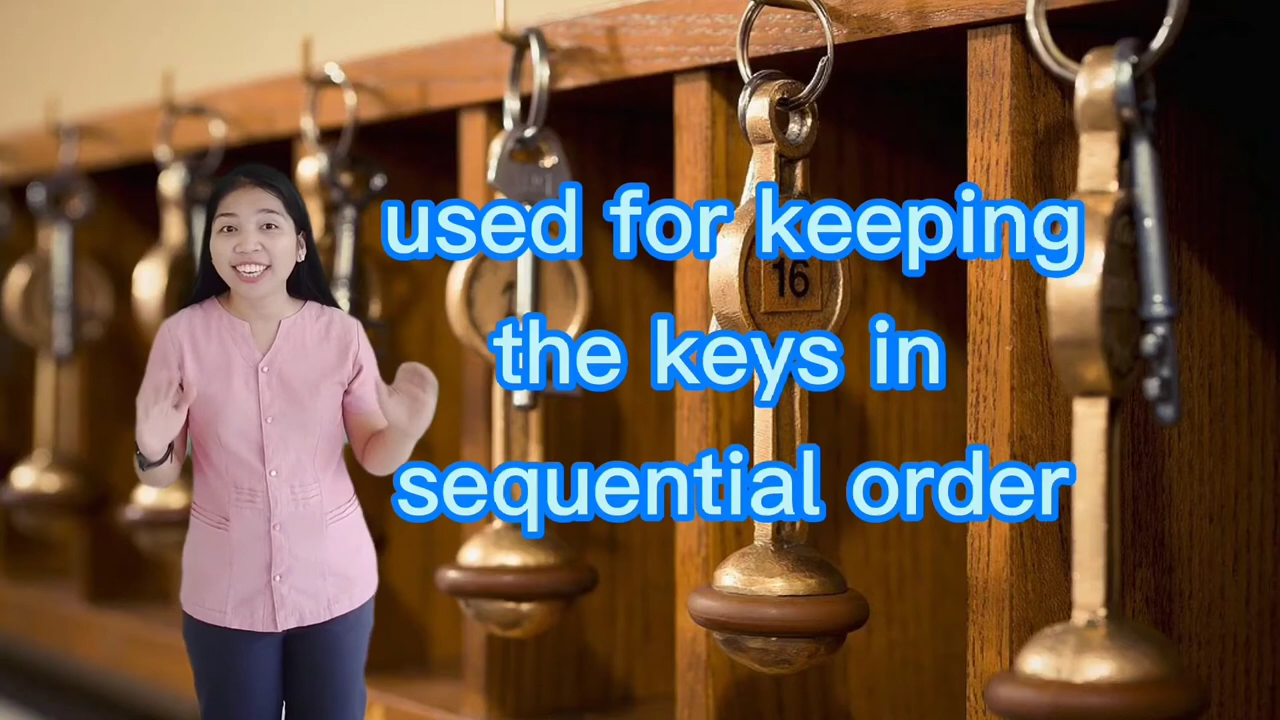 used for keeping
16
the keys in
sequential order